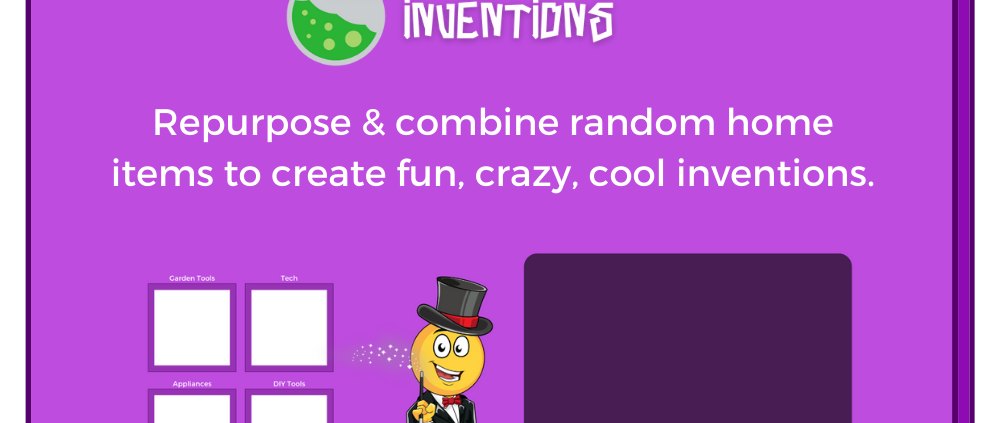 INVENTIONS
Repurpose & combine random home
items to create fun, crazy, cool inventions.
Garden Tools Tech
Appliances DIY Tools